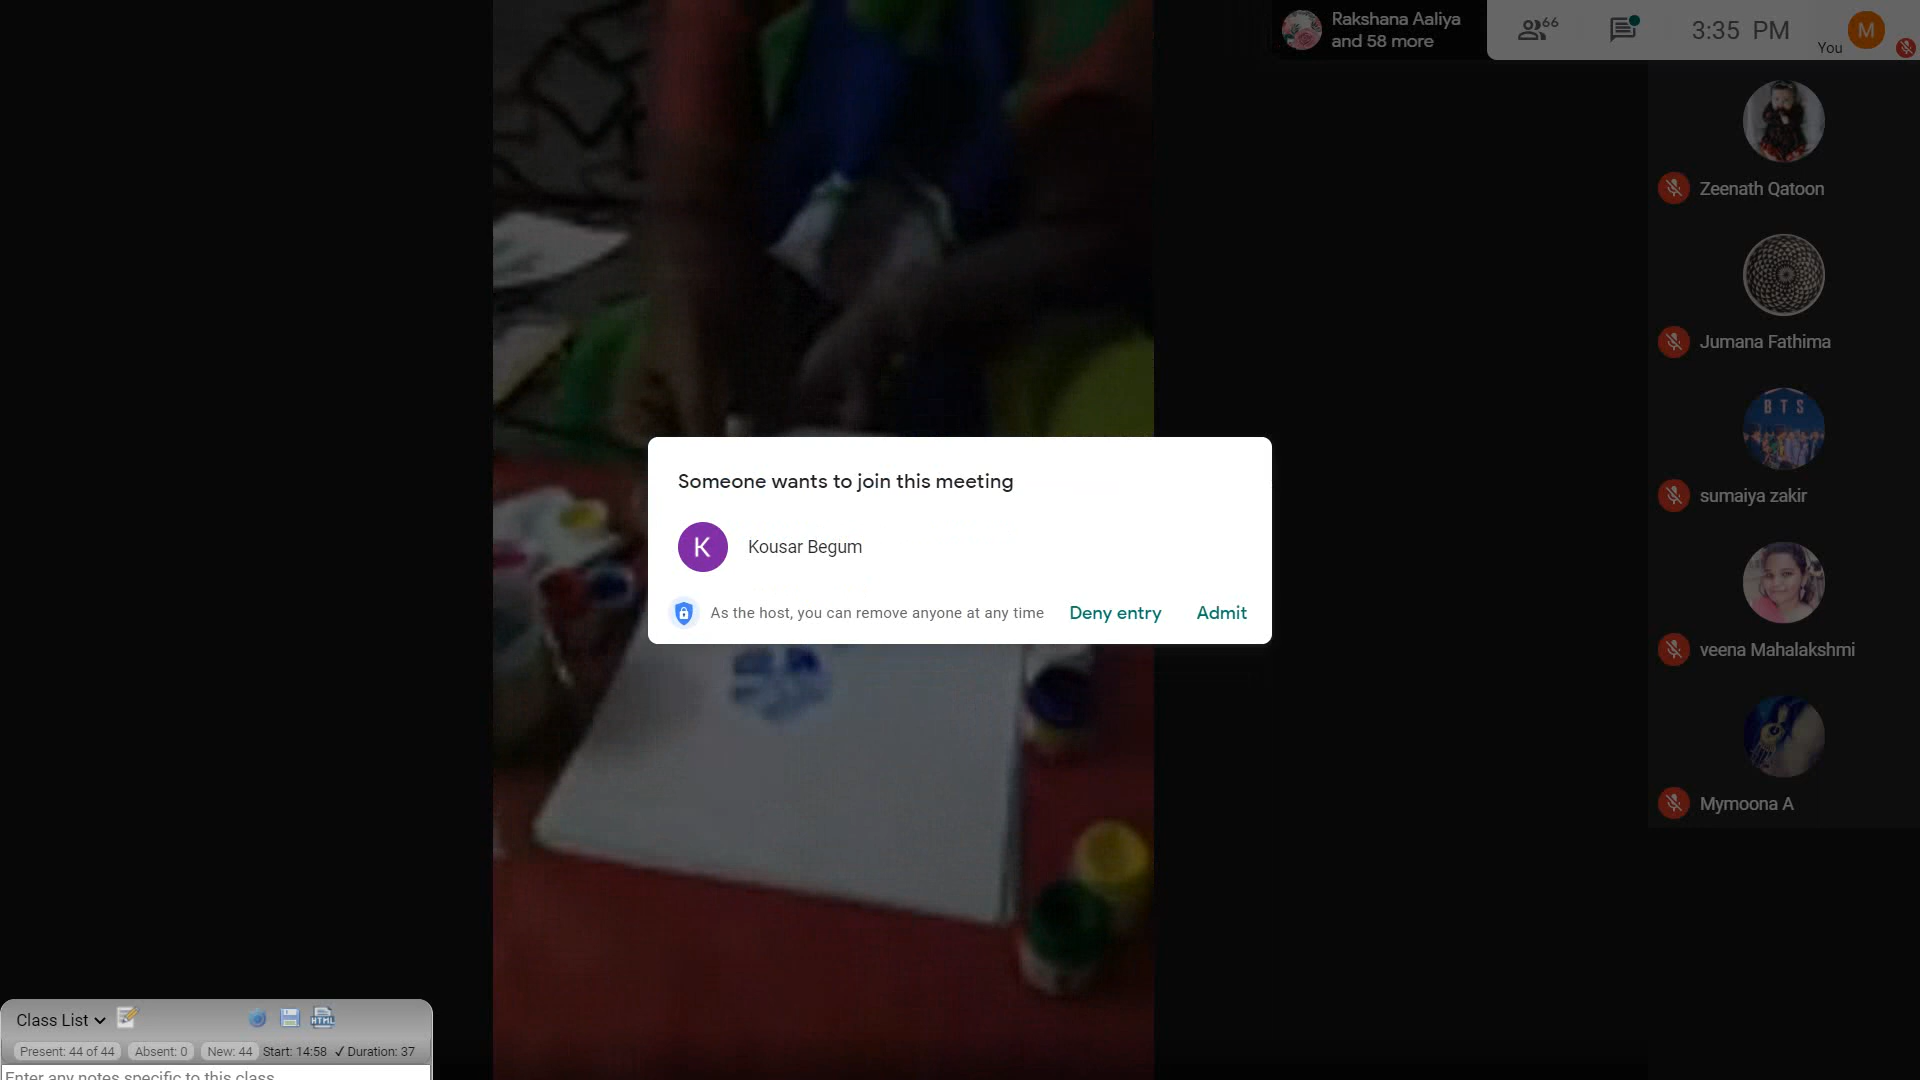 Rakshana Aaliya
and 58 more
66
3:35 PM
You
M
Zeenath Qatoon
Jumana Fathima
BTS
sumaiya zakir
veena Mahalakshmi
Mymoona A
Someone wants to join this meeting
K
Kousar Begum
As the host, you can remove anyone at any time
Deny entry
Admit
Class List
HTML
Present: 44 of 44
Absent: 0
New: 44
Start: 14:58
✓ Duration: 37
Enter any notes specific to this class